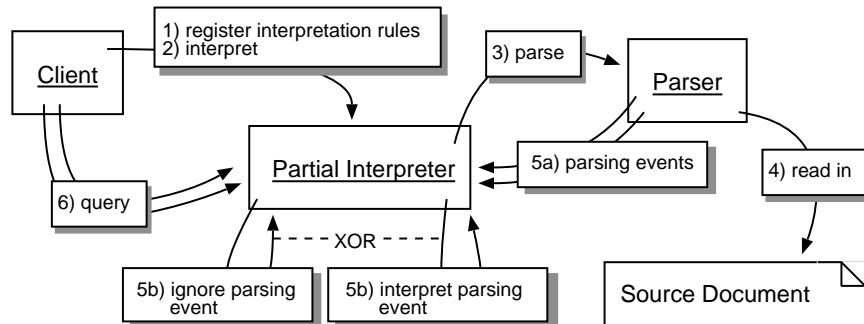 1) register interpretation rules
2) interpret
Client
3) parse
Parser
Partial Interpreter
5a) parsing events
4) read in
6) query
XOR
5b) ignore parsing
event
5b) interpret parsing
event
Source Document